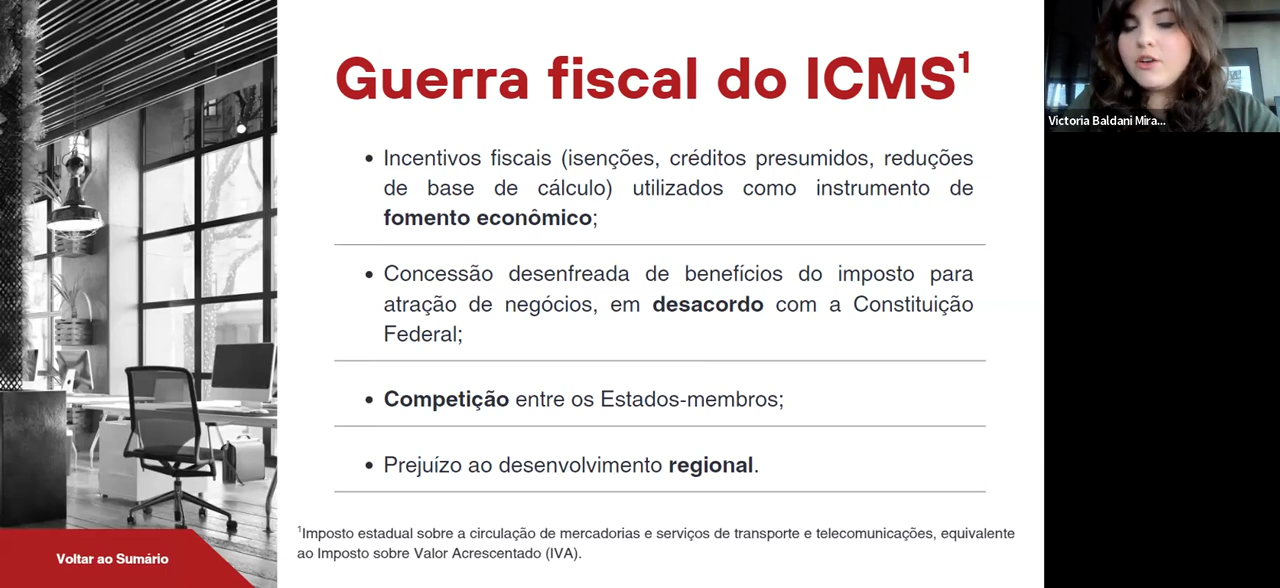 Guerra fiscal do ICMS¹
• Incentivos fiscais (isenções, créditos presumidos, reduções
de base de cálculo) utilizados como instrumento de
fomento econômico;
• Concessão desenfreada de benefícios do imposto para
atração de negócios, em desacordo com a Constituição
Federal;
• Competição entre os Estados-membros;
• Prejuízo ao desenvolvimento regional.
¹Imposto estadual sobre a circulação de mercadorias e serviços de transporte e telecomunicações, equivalente
ao Imposto sobre Valor Acrescentado (IVA).
Voltar ao Sumário
Victoria Baldani Mira...